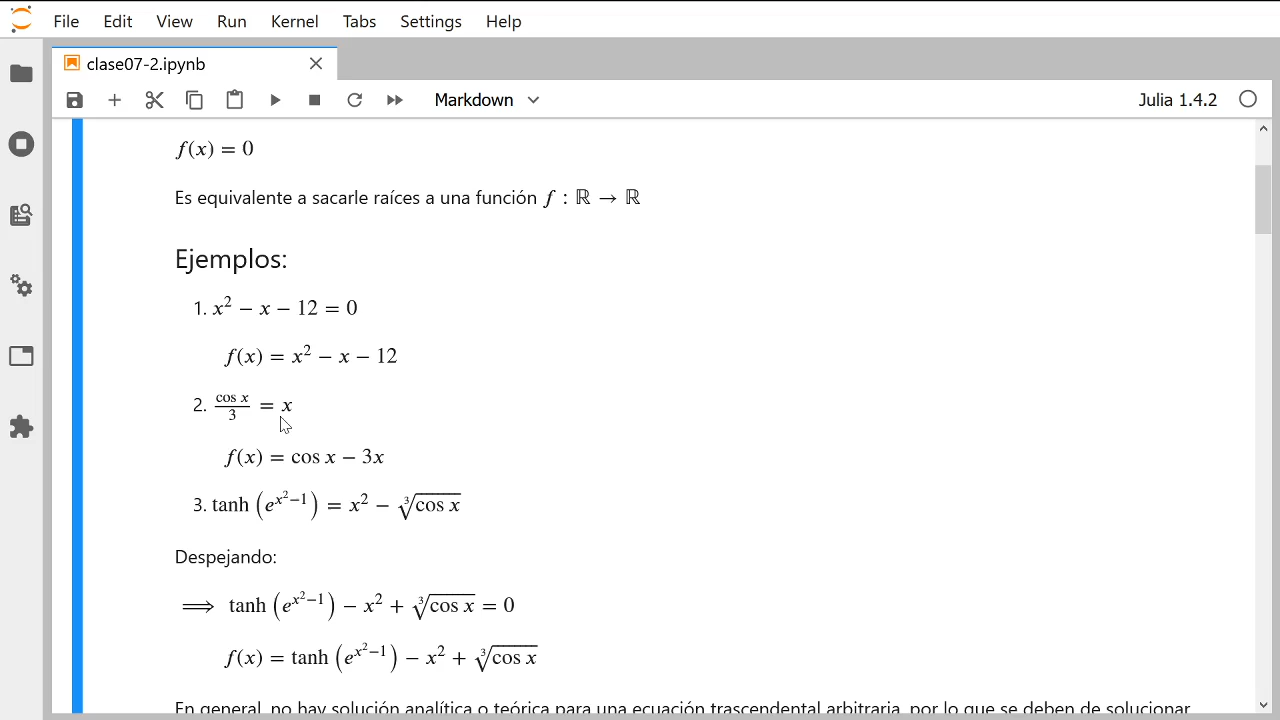 File Edit View Run Kernel Tabs Settings Help
clase07-2.ipynb
Markdown
Julia 1.4.2
f(x) = 0
Es equivalente a sacarle raíces a una función f : ℝ → ℝ
Ejemplos:
1. x² − x − 12 = 0
f(x) = x² − x − 12
2. cos x / 3 = x
f(x) = cos x − 3x
3. tanh (e^{x²−1}) = x² − ∛cos x
Despejando:
⟹ tanh (e^{x²−1}) − x² + ∛cos x = 0
f(x) = tanh (e^{x²−1}) − x² + ∛cos x
En general, no hay solución analítica o teórica para una ecuación trascendental arbitraria, por lo que se deben de solucionar